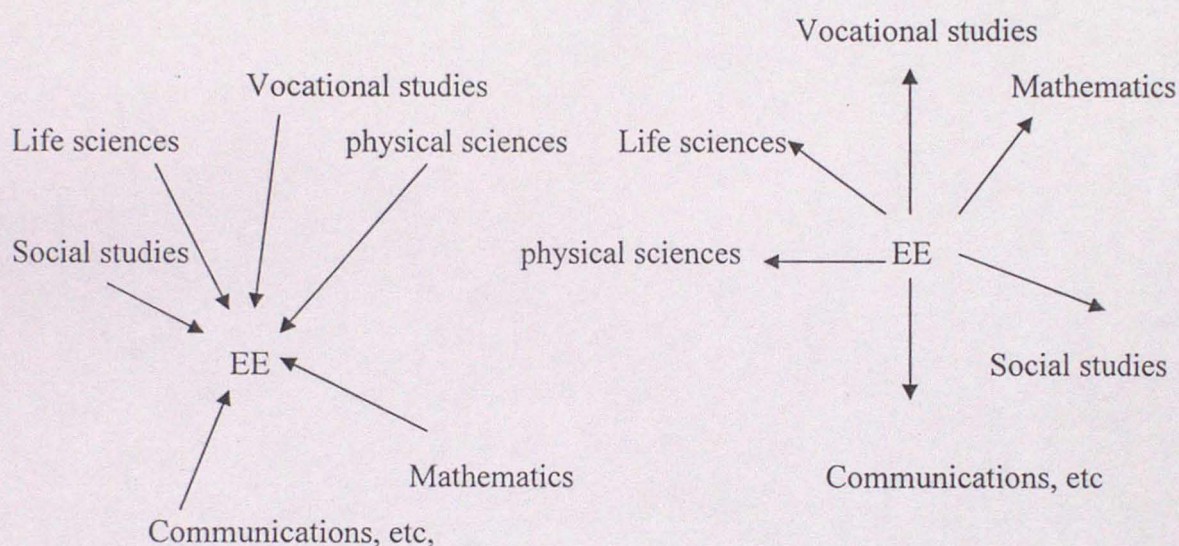 Vocational studies
Life sciences
physical sciences
Social studies
EE
Mathematics
Communications, etc,
Vocational studies
Mathematics
Life sciences
physical sciences
EE
Social studies
Communications, etc